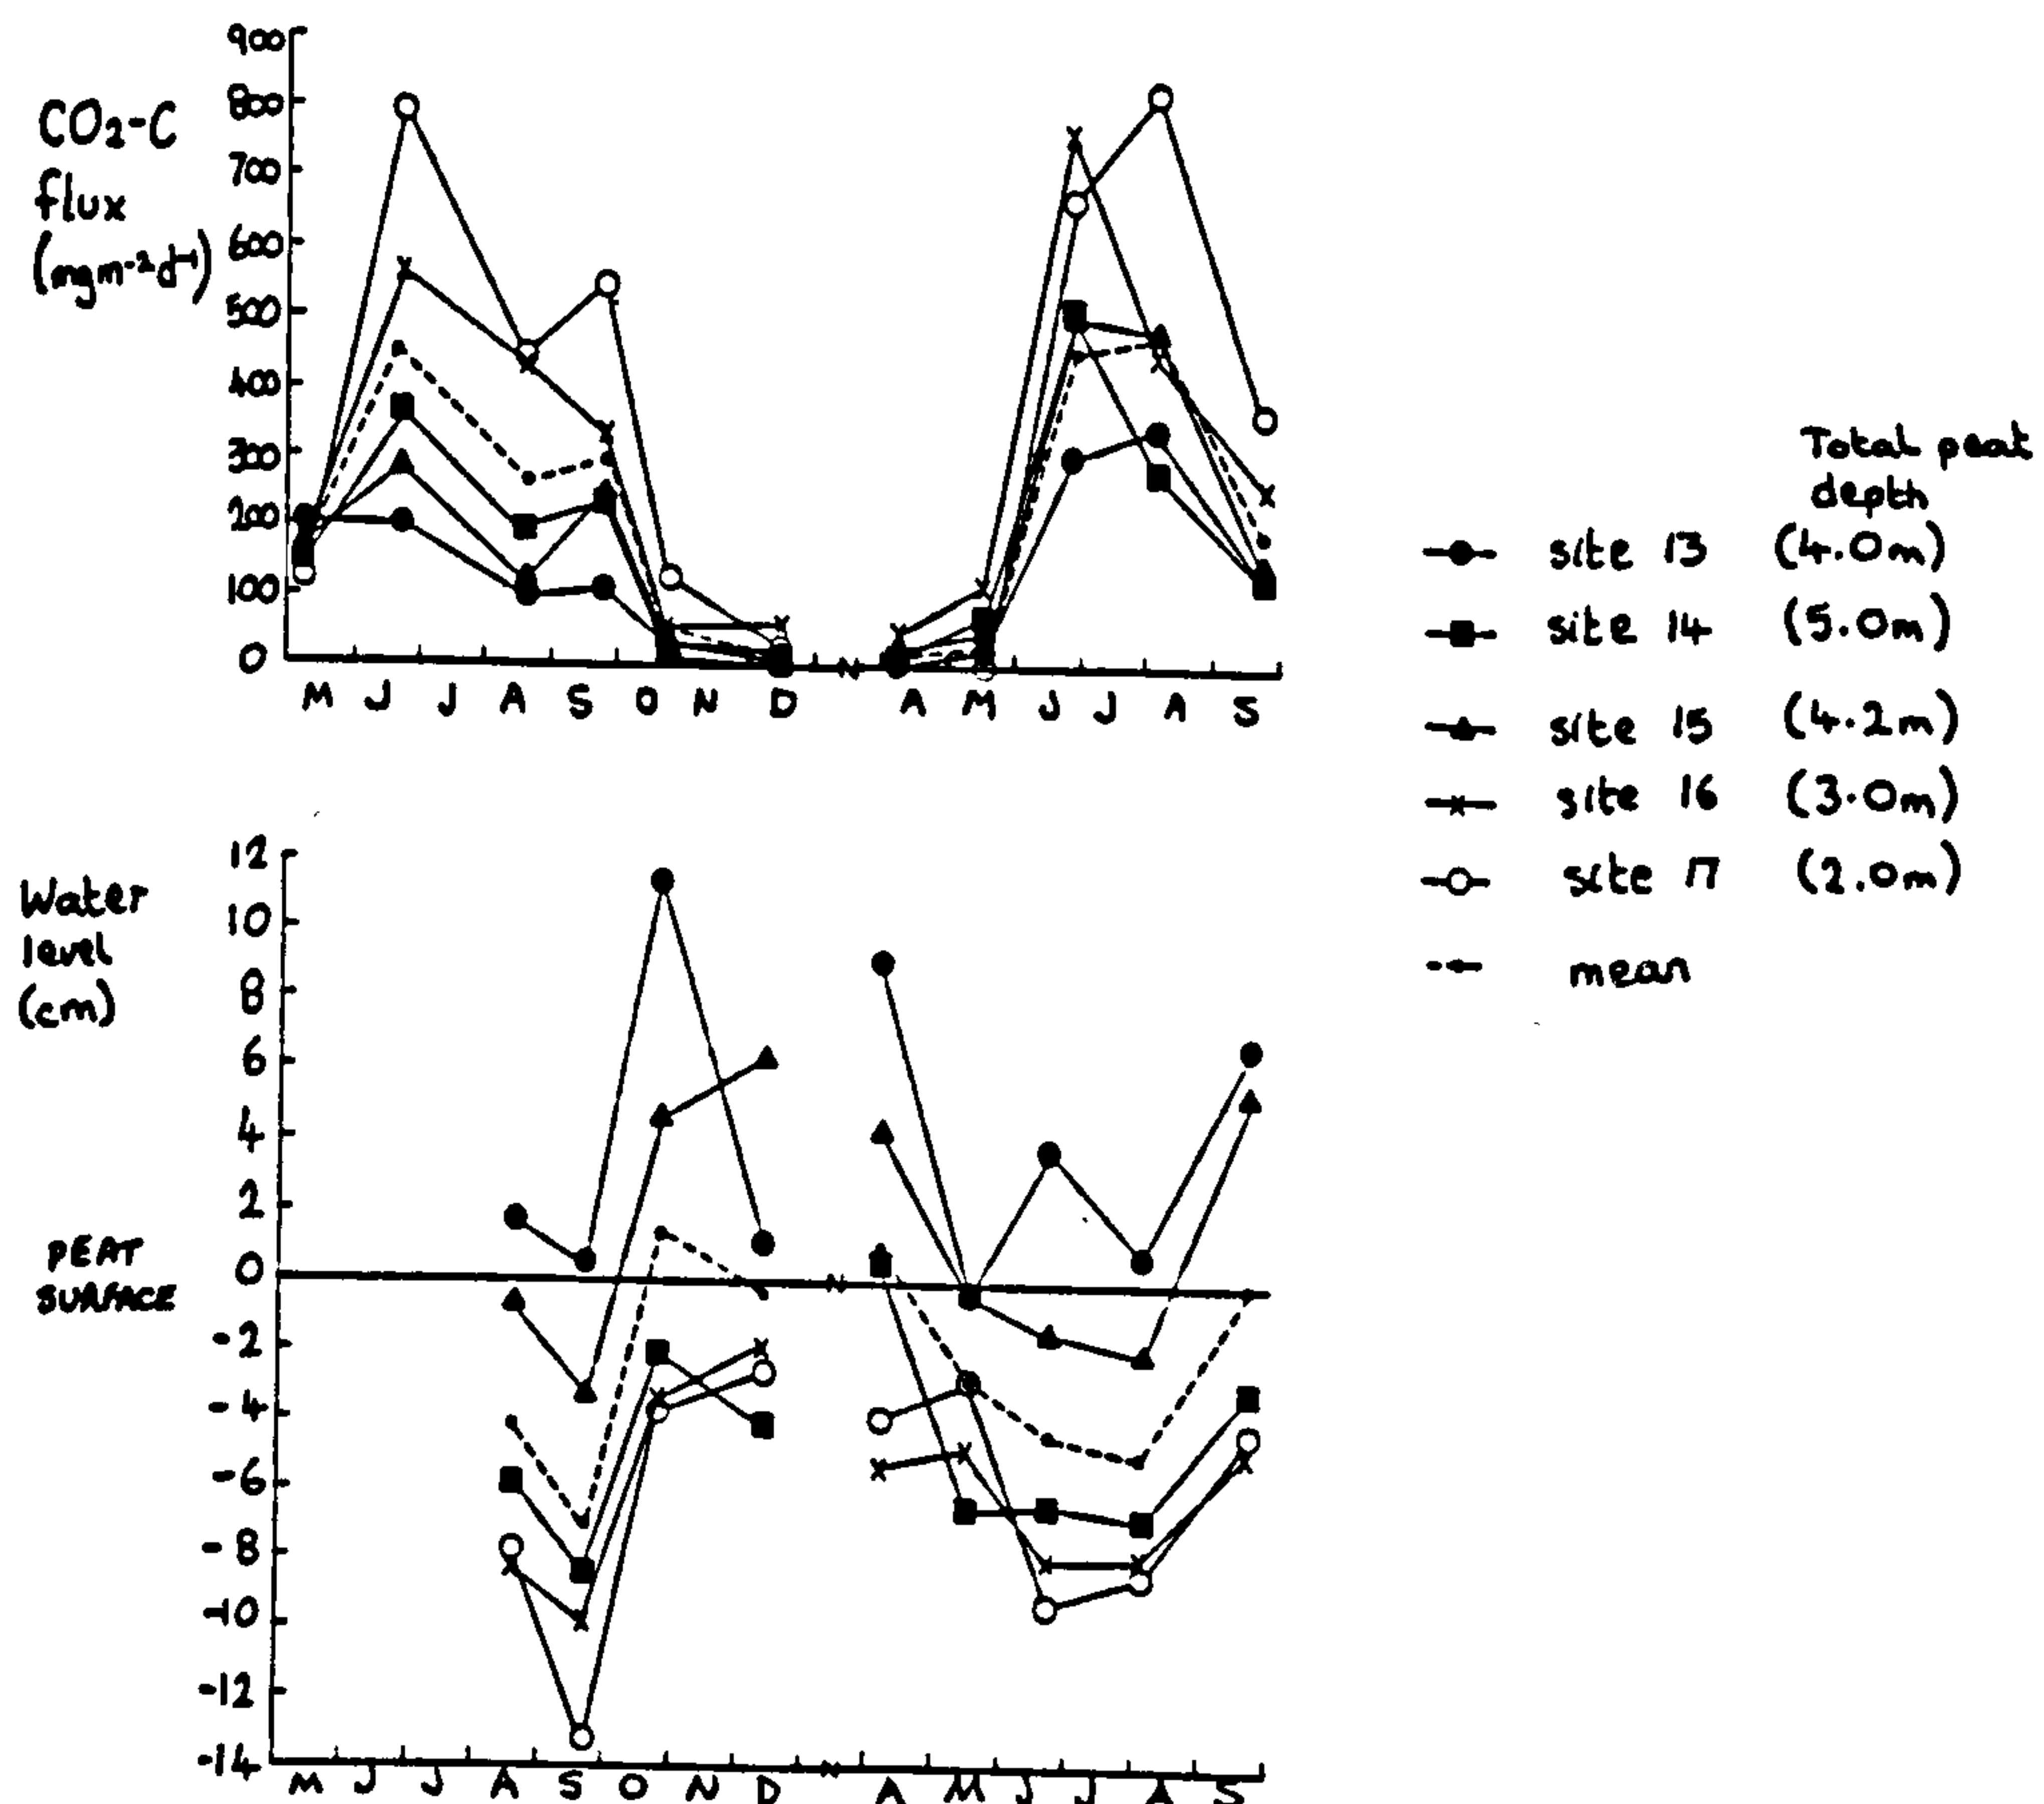 900
800
CO2-C
700
flux
600
(mgm-2d-1)
500
400
300
200
100
0
M J J A S O N D A M J J A S
Total peat
depth
site 13 (4.0m)
site 14 (5.0m)
site 15 (4.2m)
site 16 (3.0m)
site 17 (2.0m)
mean
12
Water
10
level
8
(cm)
6
4
2
PEAT
0
SURFACE
-2
-4
-6
-8
-10
-12
-14
M J J A S O N D A M J J A S